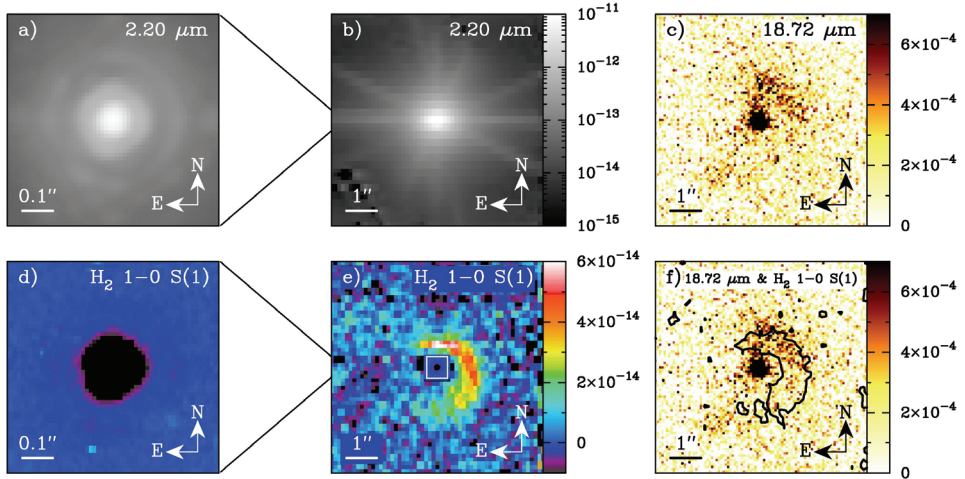 a) 2.20 μm
N
E
0.1″
b) 2.20 μm
N
E
1″
10⁻¹¹
10⁻¹²
10⁻¹³
10⁻¹⁴
10⁻¹⁵
c) 18.72 μm
N
E
1″
6×10⁻⁴
4×10⁻⁴
2×10⁻⁴
0
d) H₂ 1−0 S(1)
N
E
0.1″
e) H₂ 1−0 S(1)
N
E
1″
6×10⁻¹⁴
4×10⁻¹⁴
2×10⁻¹⁴
0
f) 18.72 μm & H₂ 1−0 S(1)
N
E
1″
6×10⁻⁴
4×10⁻⁴
2×10⁻⁴
0